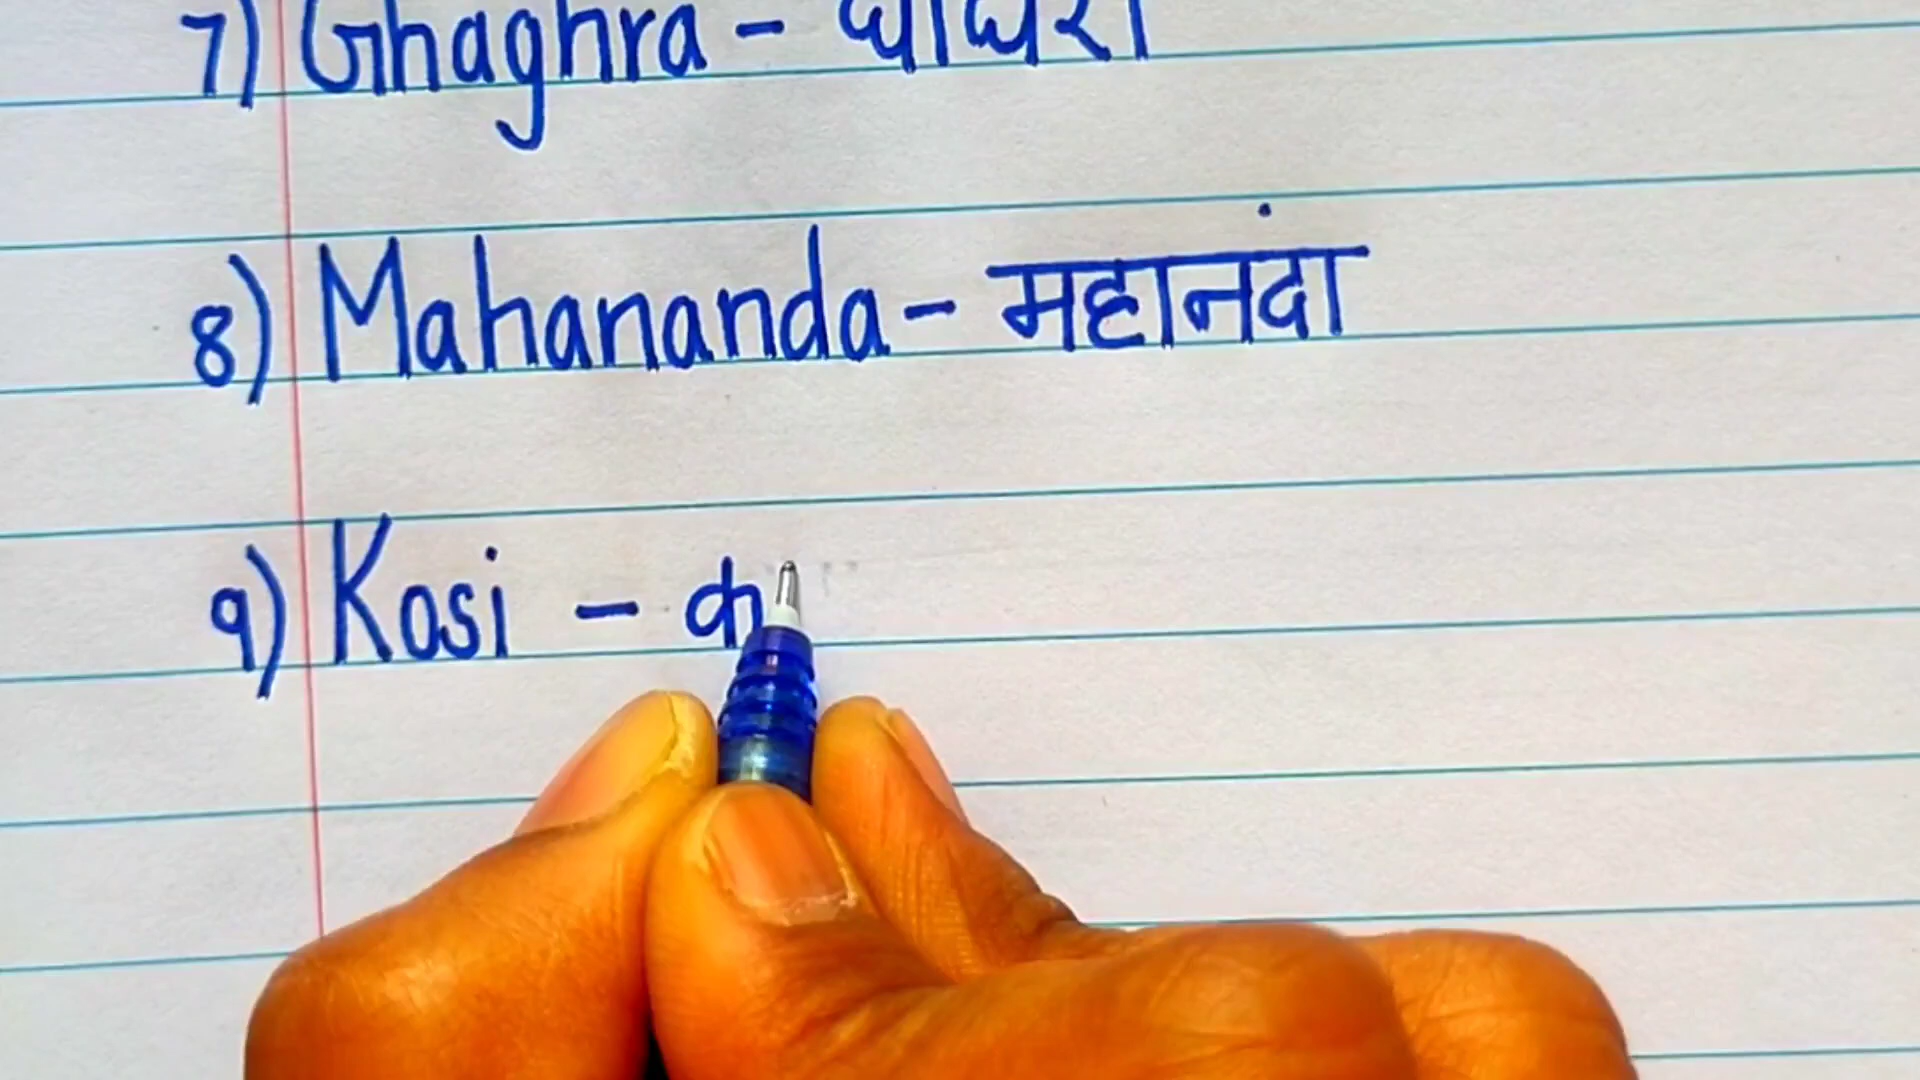 7) Ghaghra - घाघरा
8) Mahananda - महानंदा
9) Kosi - क